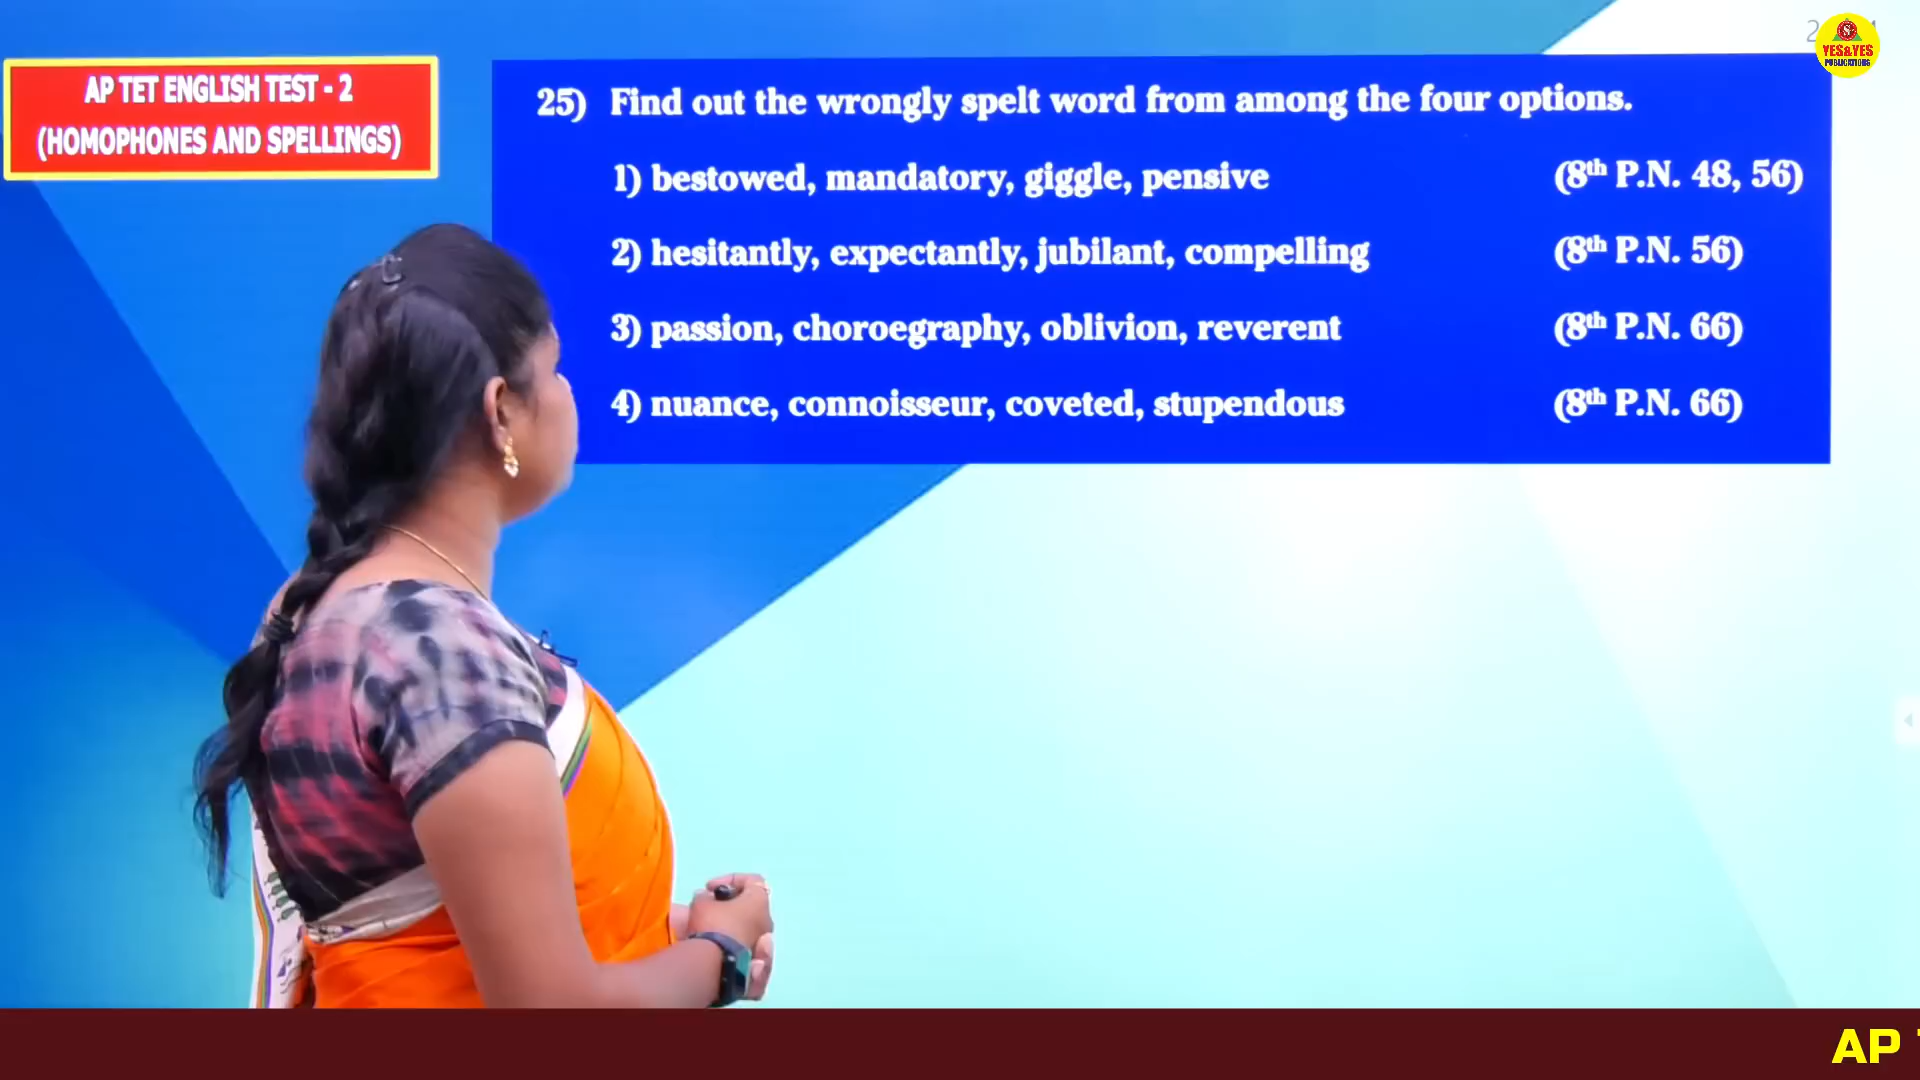 AP TET ENGLISH TEST - 2
(HOMOPHONES AND SPELLINGS)
YES&YES
PUBLICATIONS
25) Find out the wrongly spelt word from among the four options.
1) bestowed, mandatory, giggle, pensive (8th P.N. 48, 56)
2) hesitantly, expectantly, jubilant, compelling (8th P.N. 56)
3) passion, choroegraphy, oblivion, reverent (8th P.N. 66)
4) nuance, connoisseur, coveted, stupendous (8th P.N. 66)
AP